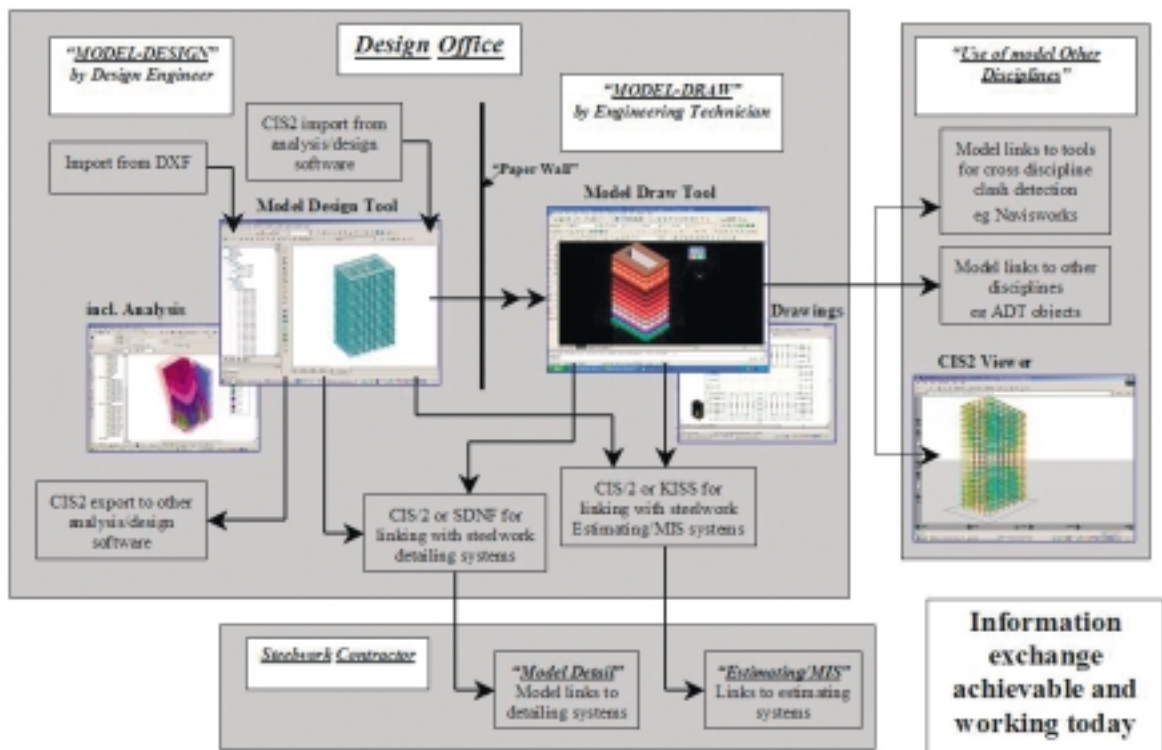 Design Office
"MODEL-DESIGN"
by Design Engineer
"MODEL-DRAW"
by Engineering Technician
"Use of model Other
Disciplines"
CIS2 import from
analysis/design
software
Import from DXF
"Paper Wall"
Model Design Tool
Model Draw Tool
Model links to tools
for cross discipline
clash detection
eg Navisworks
Model links to other
disciplines
eg ADT objects
incl. Analysis
Drawings
CIS2 Viewer
CIS2 export to other
analysis/design
software
CIS/2 or SDNF for
linking with steelwork
detailing systems
CIS/2 or KISS for
linking with steelwork
Estimating/MIS systems
Steelwork Contractor
"Model Detail"
Model links to
detailing systems
"Estimating/MIS"
Links to estimating
systems
Information
exchange
achievable and
working today